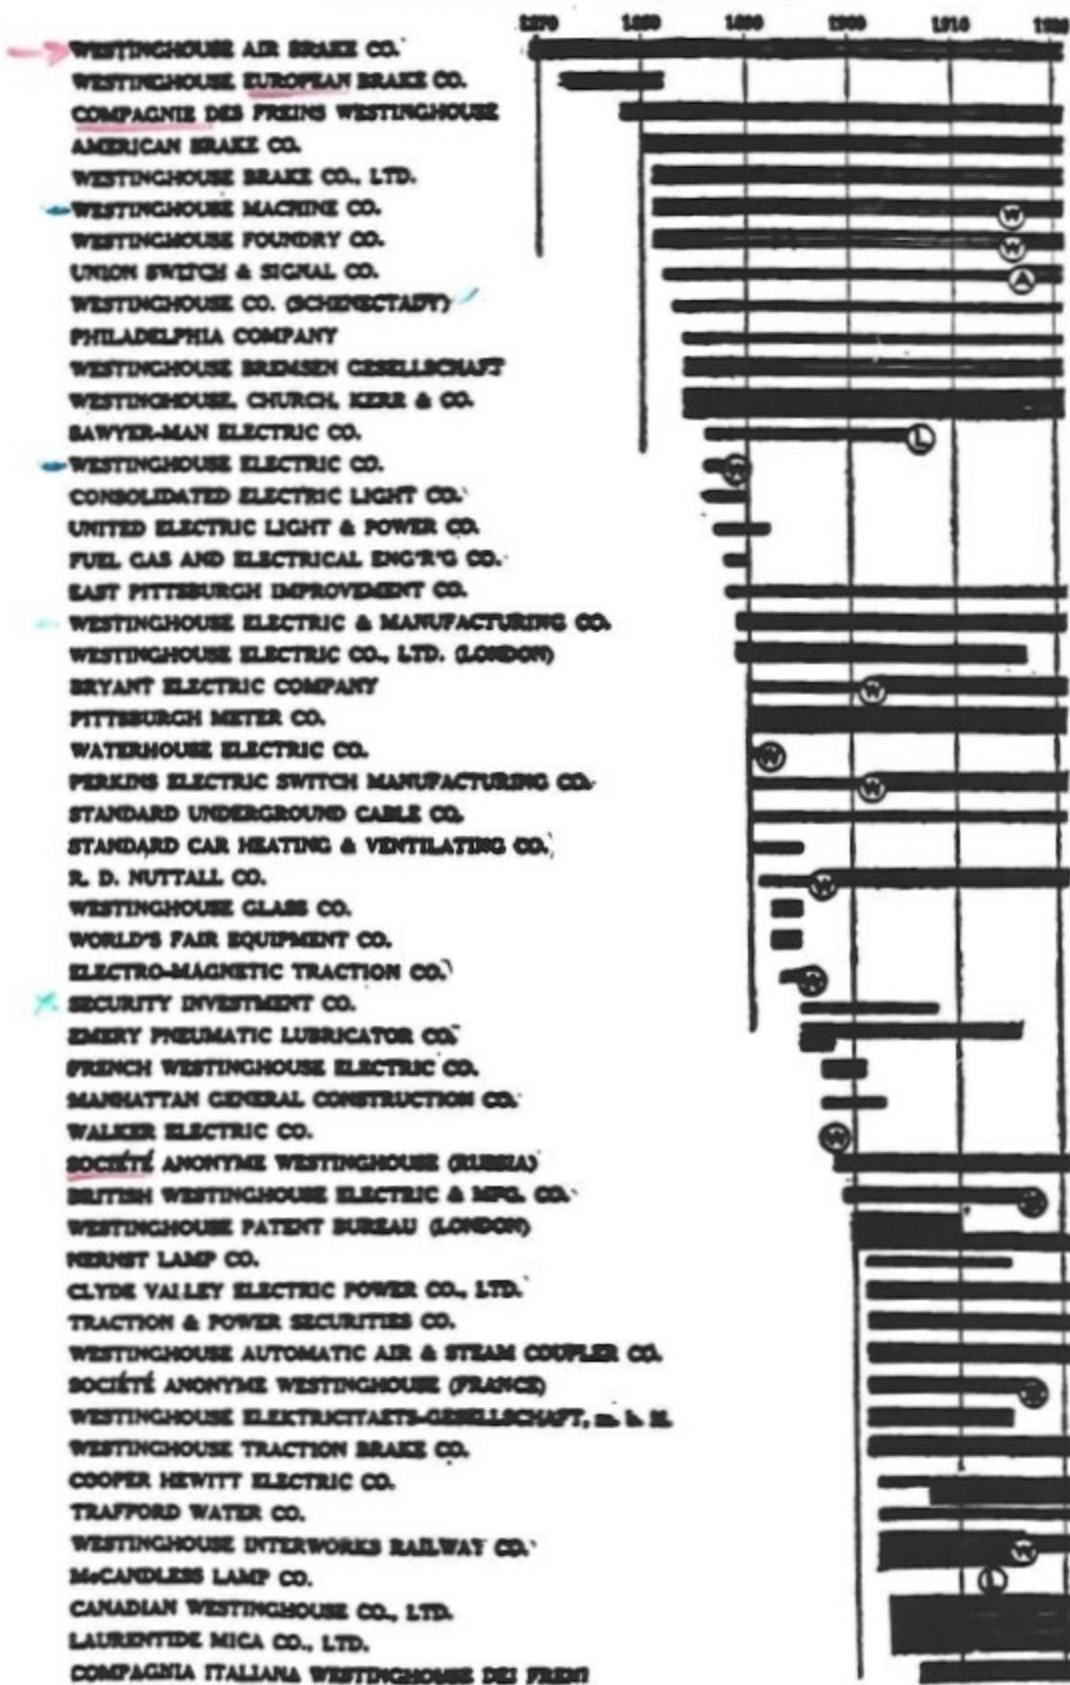 1870 1880 1890 1900 1910 1920
WESTINGHOUSE AIR BRAKE CO.
WESTINGHOUSE EUROPEAN BRAKE CO.
COMPAGNIE DES FREINS WESTINGHOUSE
AMERICAN BRAKE CO.
WESTINGHOUSE BRAKE CO., LTD.
WESTINGHOUSE MACHINE CO. W
WESTINGHOUSE FOUNDRY CO. W
UNION SWITCH & SIGNAL CO. A
WESTINGHOUSE CO. (SCHENECTADY)
PHILADELPHIA COMPANY
WESTINGHOUSE BREMSEN GESELLSCHAFT
WESTINGHOUSE, CHURCH, KERR & CO.
SAWYER-MAN ELECTRIC CO. L
WESTINGHOUSE ELECTRIC CO. W
CONSOLIDATED ELECTRIC LIGHT CO.
UNITED ELECTRIC LIGHT & POWER CO.
FUEL GAS AND ELECTRICAL ENG'R'G CO.
EAST PITTSBURGH IMPROVEMENT CO.
WESTINGHOUSE ELECTRIC & MANUFACTURING CO.
WESTINGHOUSE ELECTRIC CO., LTD. (LONDON)
BRYANT ELECTRIC COMPANY W
PITTSBURGH METER CO.
WATERHOUSE ELECTRIC CO. W
PERKINS ELECTRIC SWITCH MANUFACTURING CO. W
STANDARD UNDERGROUND CABLE CO.
STANDARD CAR HEATING & VENTILATING CO.
R. D. NUTTALL CO. W
WESTINGHOUSE GLASS CO.
WORLD'S FAIR EQUIPMENT CO.
ELECTRO-MAGNETIC TRACTION CO. W
SECURITY INVESTMENT CO.
EMERY PNEUMATIC LUBRICATOR CO.
FRENCH WESTINGHOUSE ELECTRIC CO.
MANHATTAN GENERAL CONSTRUCTION CO.
WALKER ELECTRIC CO. W
SOCIÉTÉ ANONYME WESTINGHOUSE (RUSSIA)
BRITISH WESTINGHOUSE ELECTRIC & MFG. CO.
WESTINGHOUSE PATENT BUREAU (LONDON)
NERNST LAMP CO.
CLYDE VALLEY ELECTRIC POWER CO., LTD.
TRACTION & POWER SECURITIES CO.
WESTINGHOUSE AUTOMATIC AIR & STEAM COUPLER CO.
SOCIÉTÉ ANONYME WESTINGHOUSE (FRANCE)
WESTINGHOUSE ELEKTRICITAETS-GESELLSCHAFT, m. b. H.
WESTINGHOUSE TRACTION BRAKE CO.
COOPER HEWITT ELECTRIC CO.
TRAFFORD WATER CO.
WESTINGHOUSE INTERWORKS RAILWAY CO. W
McCANDLESS LAMP CO. L
CANADIAN WESTINGHOUSE CO., LTD.
LAURENTIDE MICA CO., LTD.
COMPAGNIA ITALIANA WESTINGHOUSE DEI FRENI